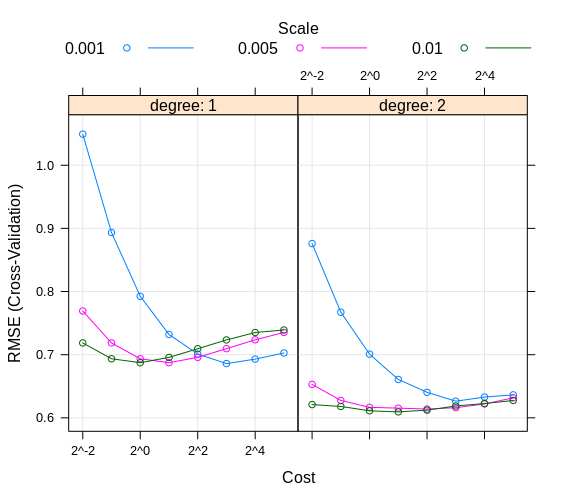 Scale
0.001 0.005 0.01
2^-2 2^0 2^2 2^4
degree: 1 degree: 2
1.0
0.9
0.8
0.7
0.6
RMSE (Cross-Validation)
2^-2 2^0 2^2 2^4
Cost